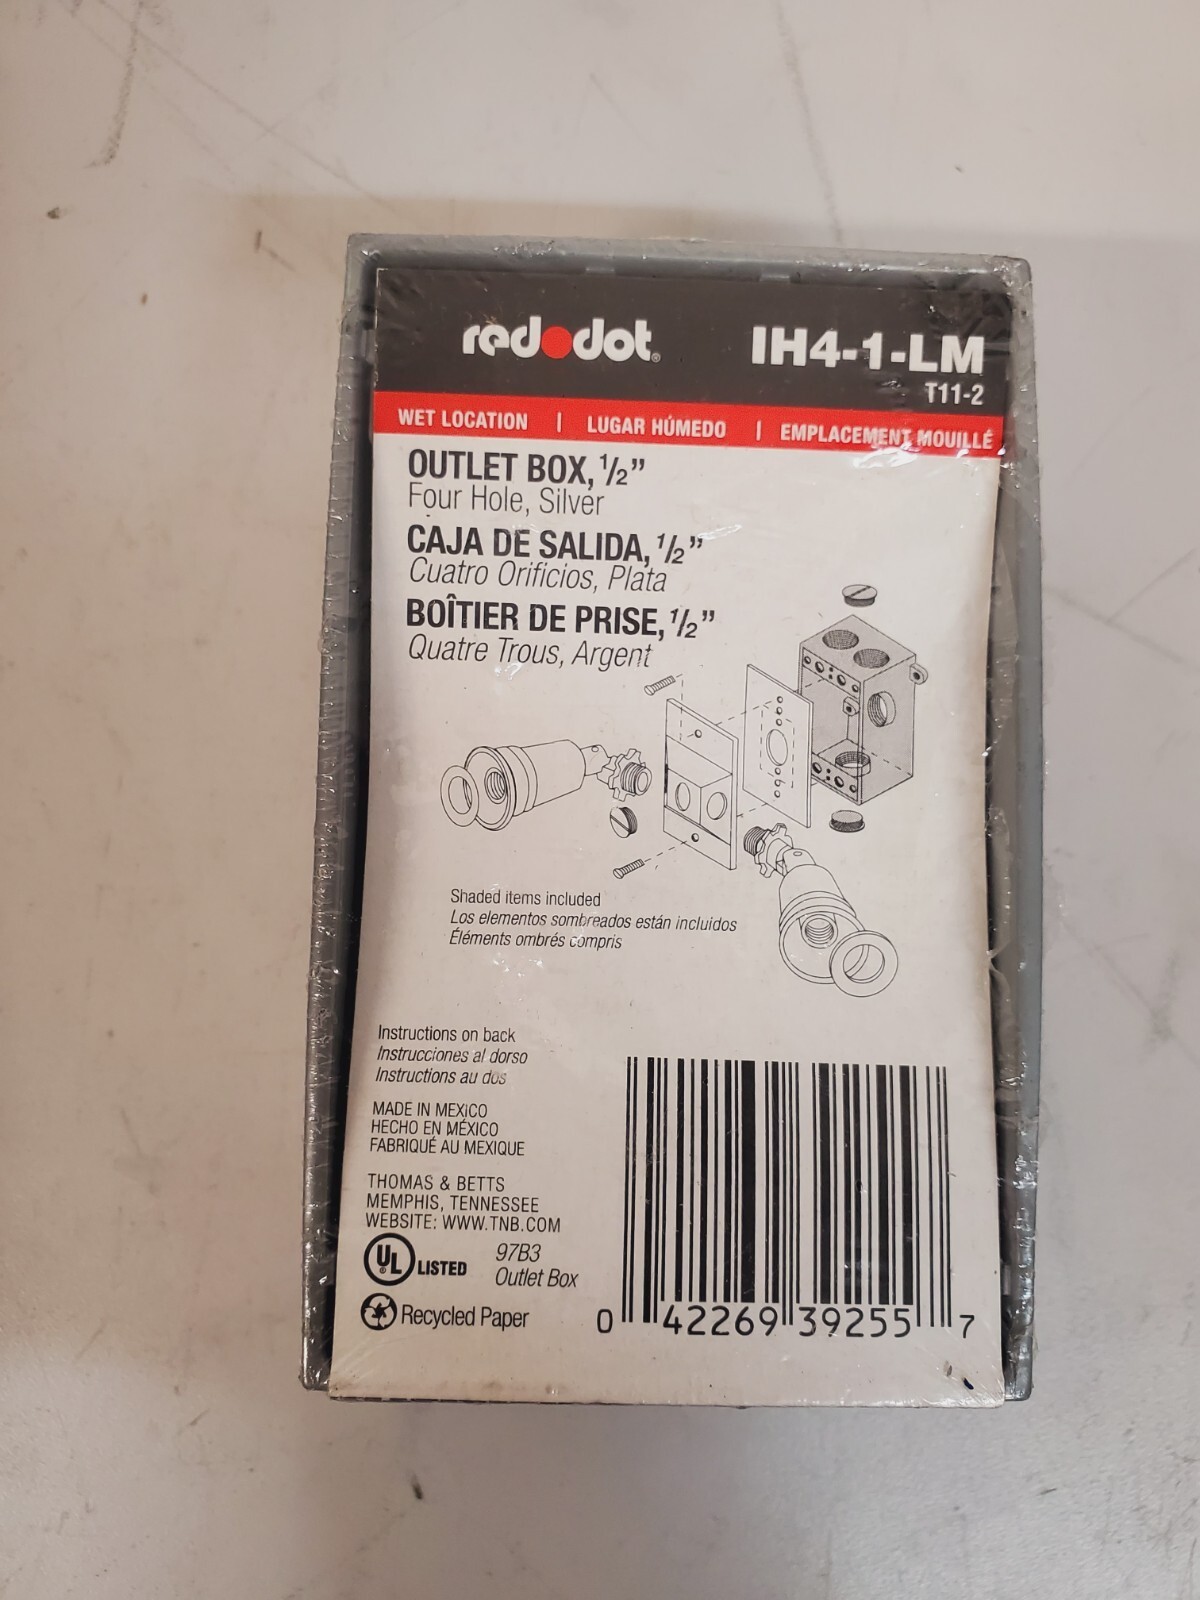 red dot® IH4-1-LM
T11-2
WET LOCATION | LUGAR HÚMEDO | EMPLACEMENT MOUILLÉ
OUTLET BOX, 1/2"
Four Hole, Silver
CAJA DE SALIDA, 1/2"
Cuatro Orificios, Plata
BOÎTIER DE PRISE, 1/2"
Quatre Trous, Argent
Shaded items included
Los elementos sombreados están incluidos
Éléments ombrés compris
Instructions on back
Instrucciones al dorso
Instructions au dos
MADE IN MEXICO
HECHO EN MÉXICO
FABRIQUÉ AU MEXIQUE
THOMAS & BETTS
MEMPHIS, TENNESSEE
WEBSITE: WWW.TNB.COM
UL® LISTED 97B3
Outlet Box
Recycled Paper
0 42269 39255 7